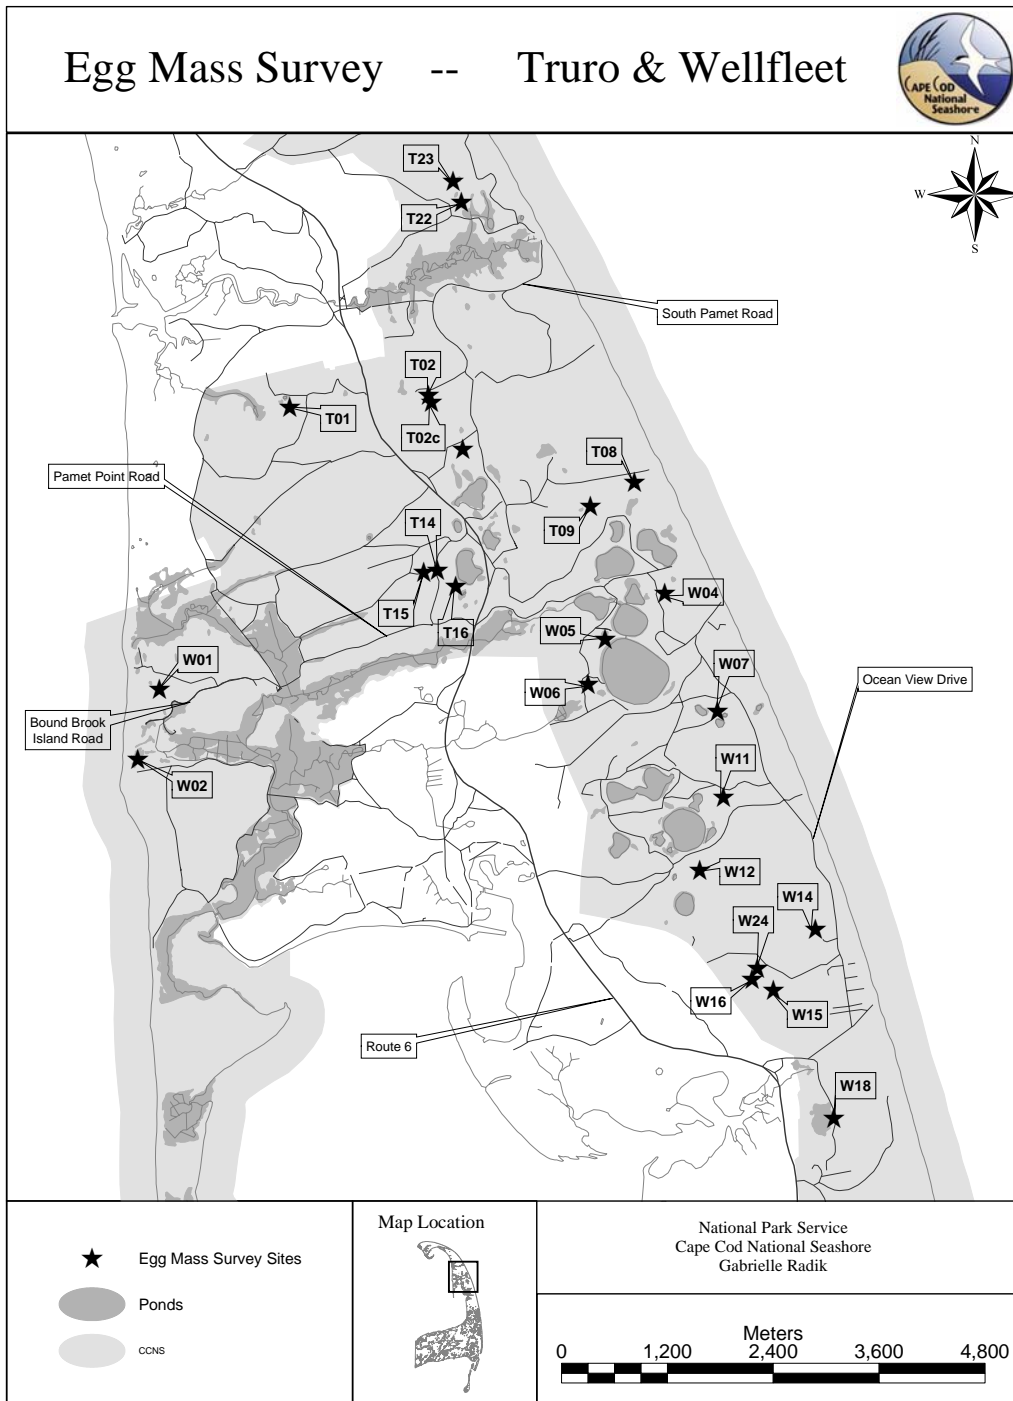 Egg Mass Survey -- Truro & Wellfleet
CAPE COD
National
Seashore
N
W
S
T23
T22
South Pamet Road
T02
T01
T02c
T08
Pamet Point Road
T09
T14
T15
T16
W04
W05
W01
W07
W06
Ocean View Drive
Bound Brook
Island Road
W02
W11
W12
W14
W24
W16
W15
Route 6
W18
Egg Mass Survey Sites
Ponds
CCNS
Map Location
National Park Service
Cape Cod National Seashore
Gabrielle Radik
Meters
0 1,200 2,400 3,600 4,800